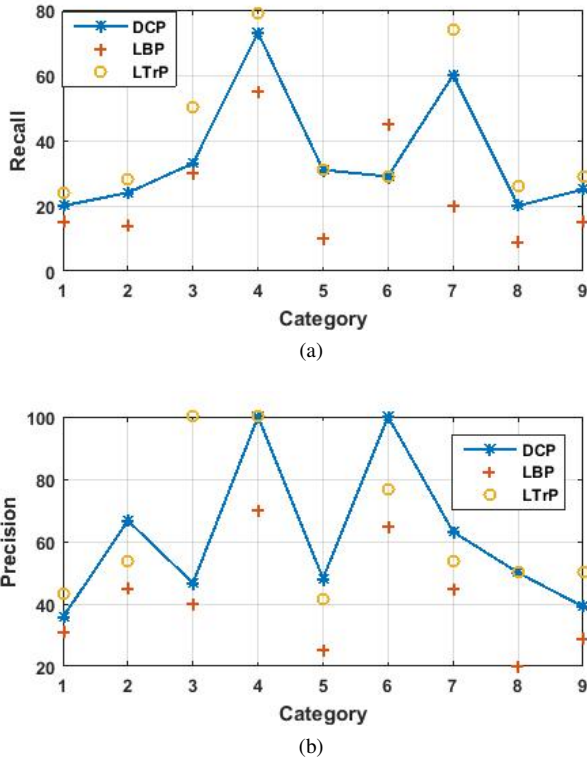 80
60
40
20
0
Recall
DCP
LBP
LTrP
1 2 3 4 5 6 7 8 9
Category
(a)
100
80
60
40
20
Precision
DCP
LBP
LTrP
1 2 3 4 5 6 7 8 9
Category
(b)